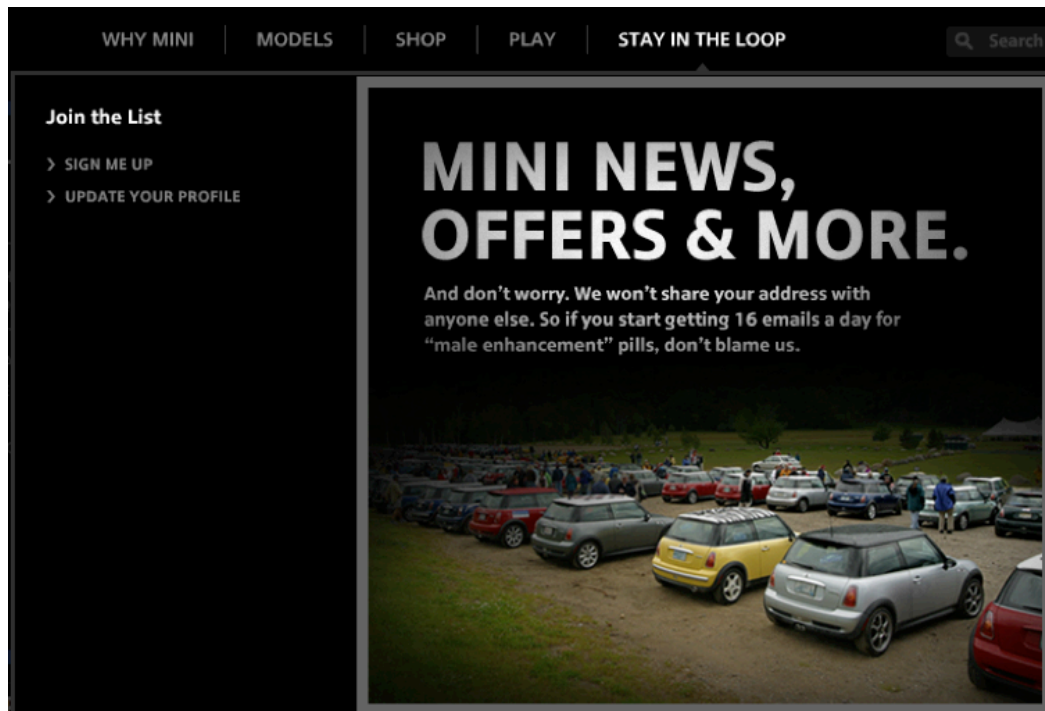 WHY MINI
MODELS
SHOP
PLAY
STAY IN THE LOOP
Search
Join the List
> SIGN ME UP
> UPDATE YOUR PROFILE
MINI NEWS,
OFFERS & MORE.
And don’t worry. We won’t share your address with
anyone else. So if you start getting 16 emails a day for
“male enhancement” pills, don’t blame us.